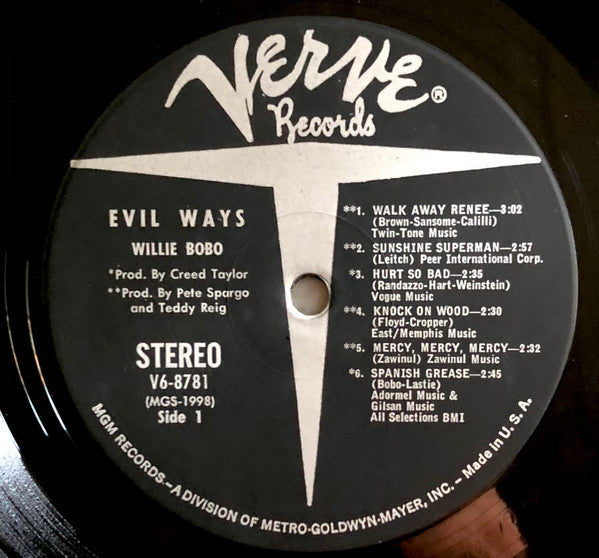 VERVE ®
Records
EVIL WAYS
WILLIE BOBO
*Prod. By Creed Taylor
**Prod. By Pete Spargo
and Teddy Reig
STEREO
V6-8781
(MGS-1998)
Side 1
**1. WALK AWAY RENEE—3:02
(Brown-Sansome-Calilli)
Twin-Tone Music
**2. SUNSHINE SUPERMAN—2:57
(Leitch) Peer International Corp.
*3. HURT SO BAD—2:35
(Randazzo-Hart-Weinstein)
Vogue Music
**4. KNOCK ON WOOD—2:30
(Floyd-Cropper)
East/Memphis Music
**5. MERCY, MERCY, MERCY—2:32
(Zawinul) Zawinul Music
*6. SPANISH GREASE—2:45
(Bobo-Lastie)
Adormel Music &
Gilsan Music
All Selections BMI
MGM RECORDS—A DIVISION OF METRO-GOLDWYN-MAYER, INC.—Made in U.S.A.